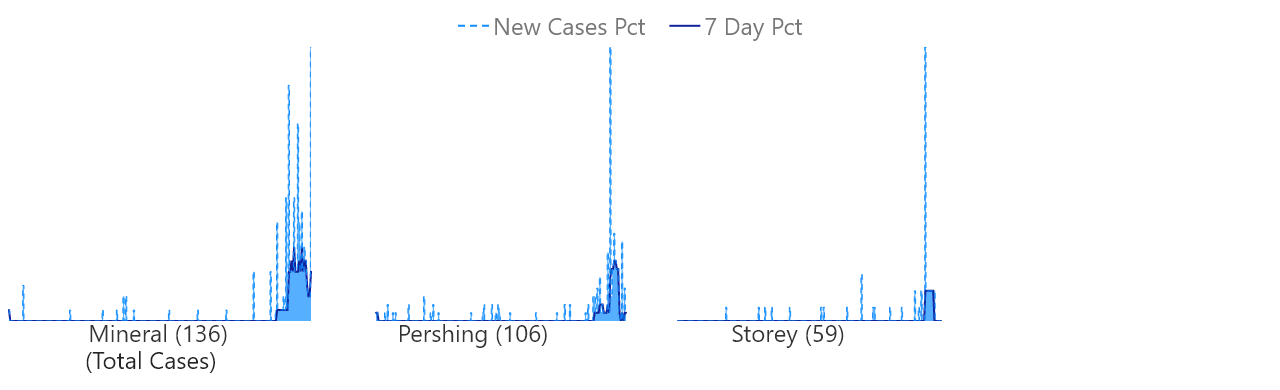 New Cases Pct 7 Day Pct
Mineral (136) Pershing (106) Storey (59)
(Total Cases)